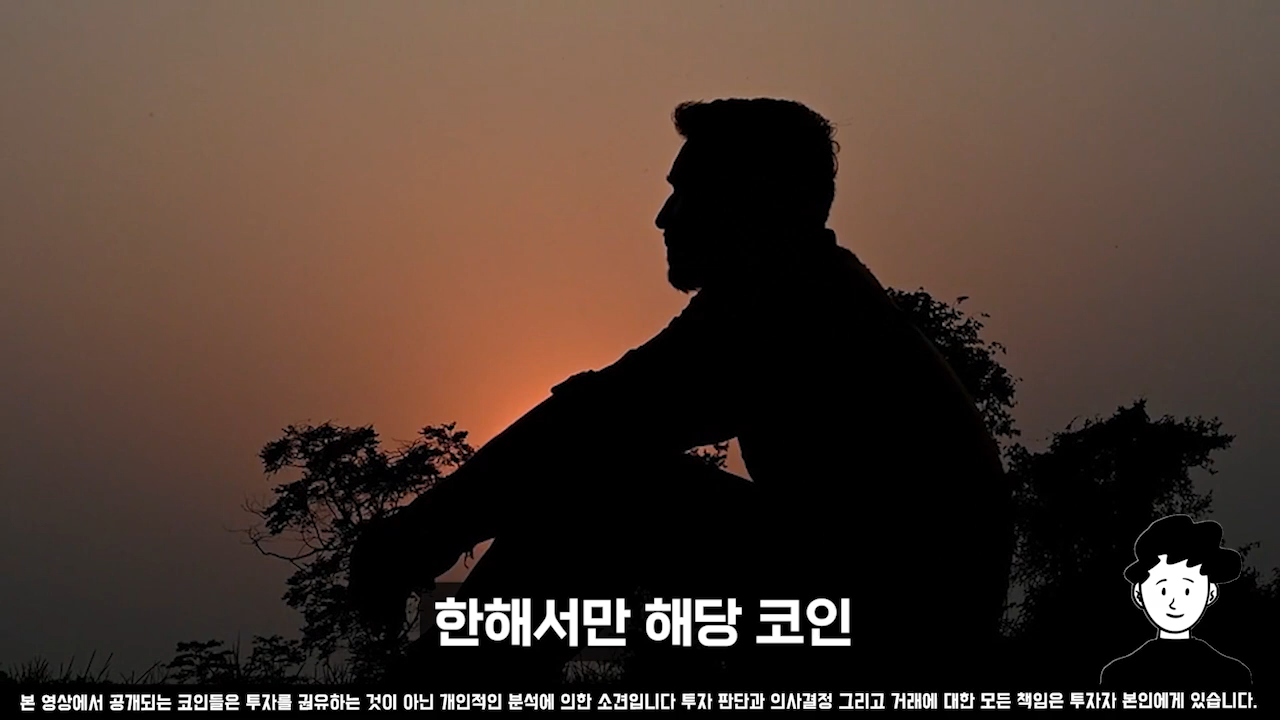 한해서만 해당 코인
본 영상에서 공개되는 코인들은 투자를 권유하는 것이 아닌 개인적인 분석에 의한 소견입니다 투자 판단과 의사결정 그리고 거래에 대한 모든 책임은 투자자 본인에게 있습니다.